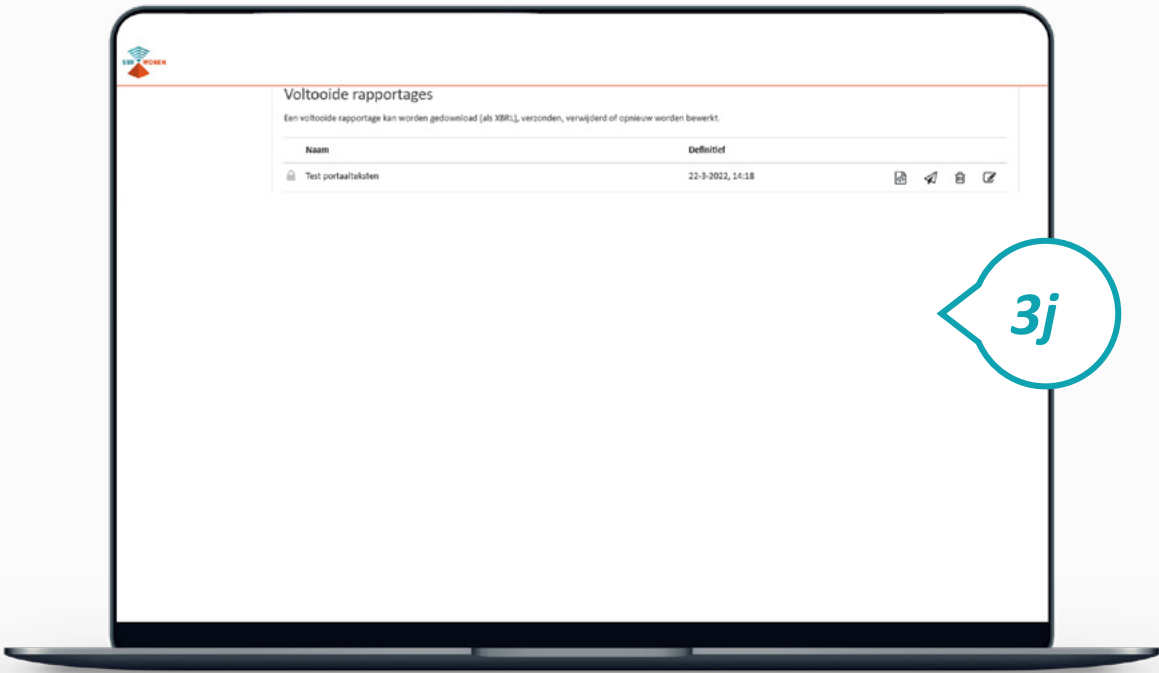 SBR WONEN
Voltooide rapportages
Een voltooide rapportage kan worden gedownload (als XBRL), verzonden, verwijderd of opnieuw worden bewerkt.
Naam Definitief
Test portaalteksten 22-3-2022, 14:18
3j